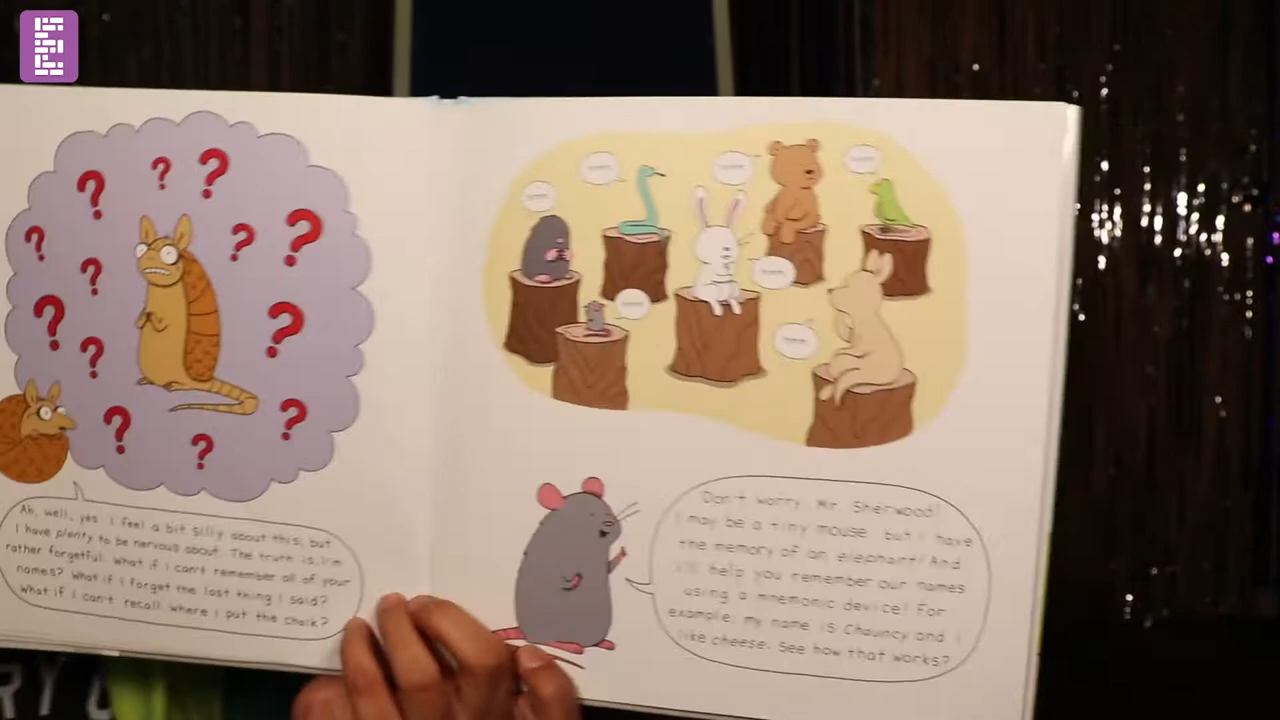 Ah, well, yes. I feel a bit silly about this, but
I have plenty to be nervous about. The truth is, I'm
rather forgetful. What if I can't remember all of your
names? What if I forget the last thing I said?
What if I can't recall where I put the chalk?
Don't worry, Mr. Sherwood!
I may be a tiny mouse, but I have
the memory of an elephant! And
I'll help you remember our names
using a mnemonic device! For
example, my name is Chauncy and I
like cheese. See how that works?
? ? ?
? ? ?
?
? ?
?
? ?
?
RY